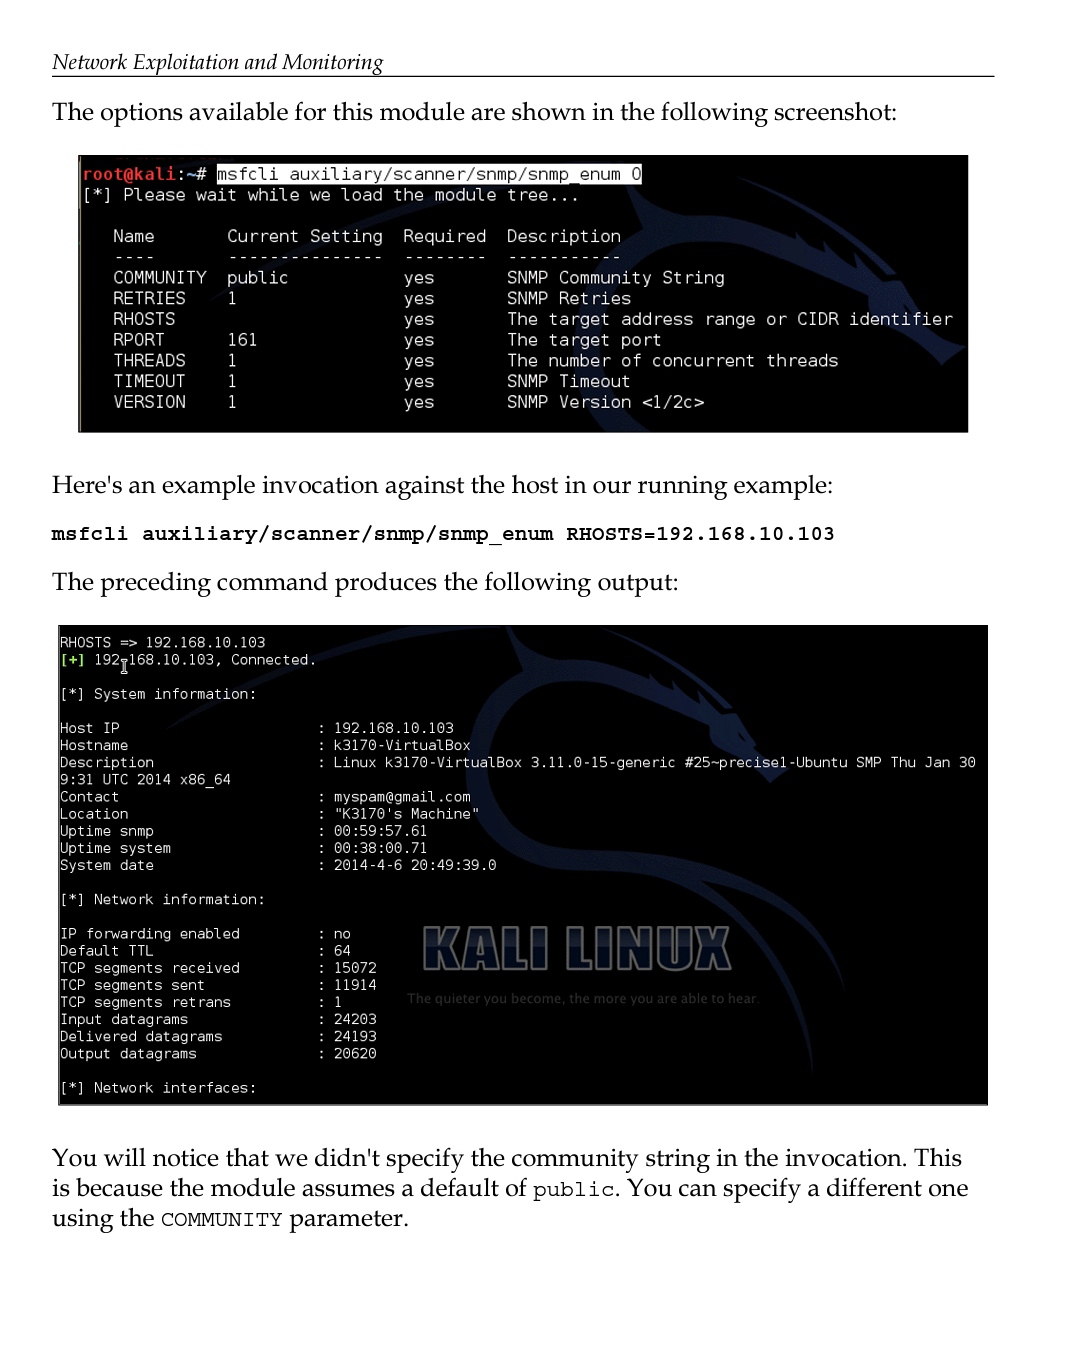 Network Exploitation and Monitoring
The options available for this module are shown in the following screenshot:
root@kali:~# msfcli auxiliary/scanner/snmp/snmp_enum O
[*] Please wait while we load the module tree...
Name Current Setting Required Description
---- --------------- -------- -----------
COMMUNITY public yes SNMP Community String
RETRIES 1 yes SNMP Retries
RHOSTS yes The target address range or CIDR identifier
RPORT 161 yes The target port
THREADS 1 yes The number of concurrent threads
TIMEOUT 1 yes SNMP Timeout
VERSION 1 yes SNMP Version <1/2c>
Here's an example invocation against the host in our running example:
msfcli auxiliary/scanner/snmp/snmp_enum RHOSTS=192.168.10.103
The preceding command produces the following output:
RHOSTS => 192.168.10.103
[+] 192.168.10.103, Connected.
[*] System information:
Host IP : 192.168.10.103
Hostname : k3170-VirtualBox
Description : Linux k3170-VirtualBox 3.11.0-15-generic #25~precise1-Ubuntu SMP Thu Jan 30
9:31 UTC 2014 x86_64
Contact : myspam@gmail.com
Location : "K3170's Machine"
Uptime snmp : 00:59:57.61
Uptime system : 00:38:00.71
System date : 2014-4-6 20:49:39.0
[*] Network information:
IP forwarding enabled : no
Default TTL : 64
TCP segments received : 15072
TCP segments sent : 11914
TCP segments retrans : 1
Input datagrams : 24203
Delivered datagrams : 24193
Output datagrams : 20620
KALI LINUX
The quieter you become, the more you are able to hear.
[*] Network interfaces:
You will notice that we didn't specify the community string in the invocation. This
is because the module assumes a default of public. You can specify a different one
using the COMMUNITY parameter.